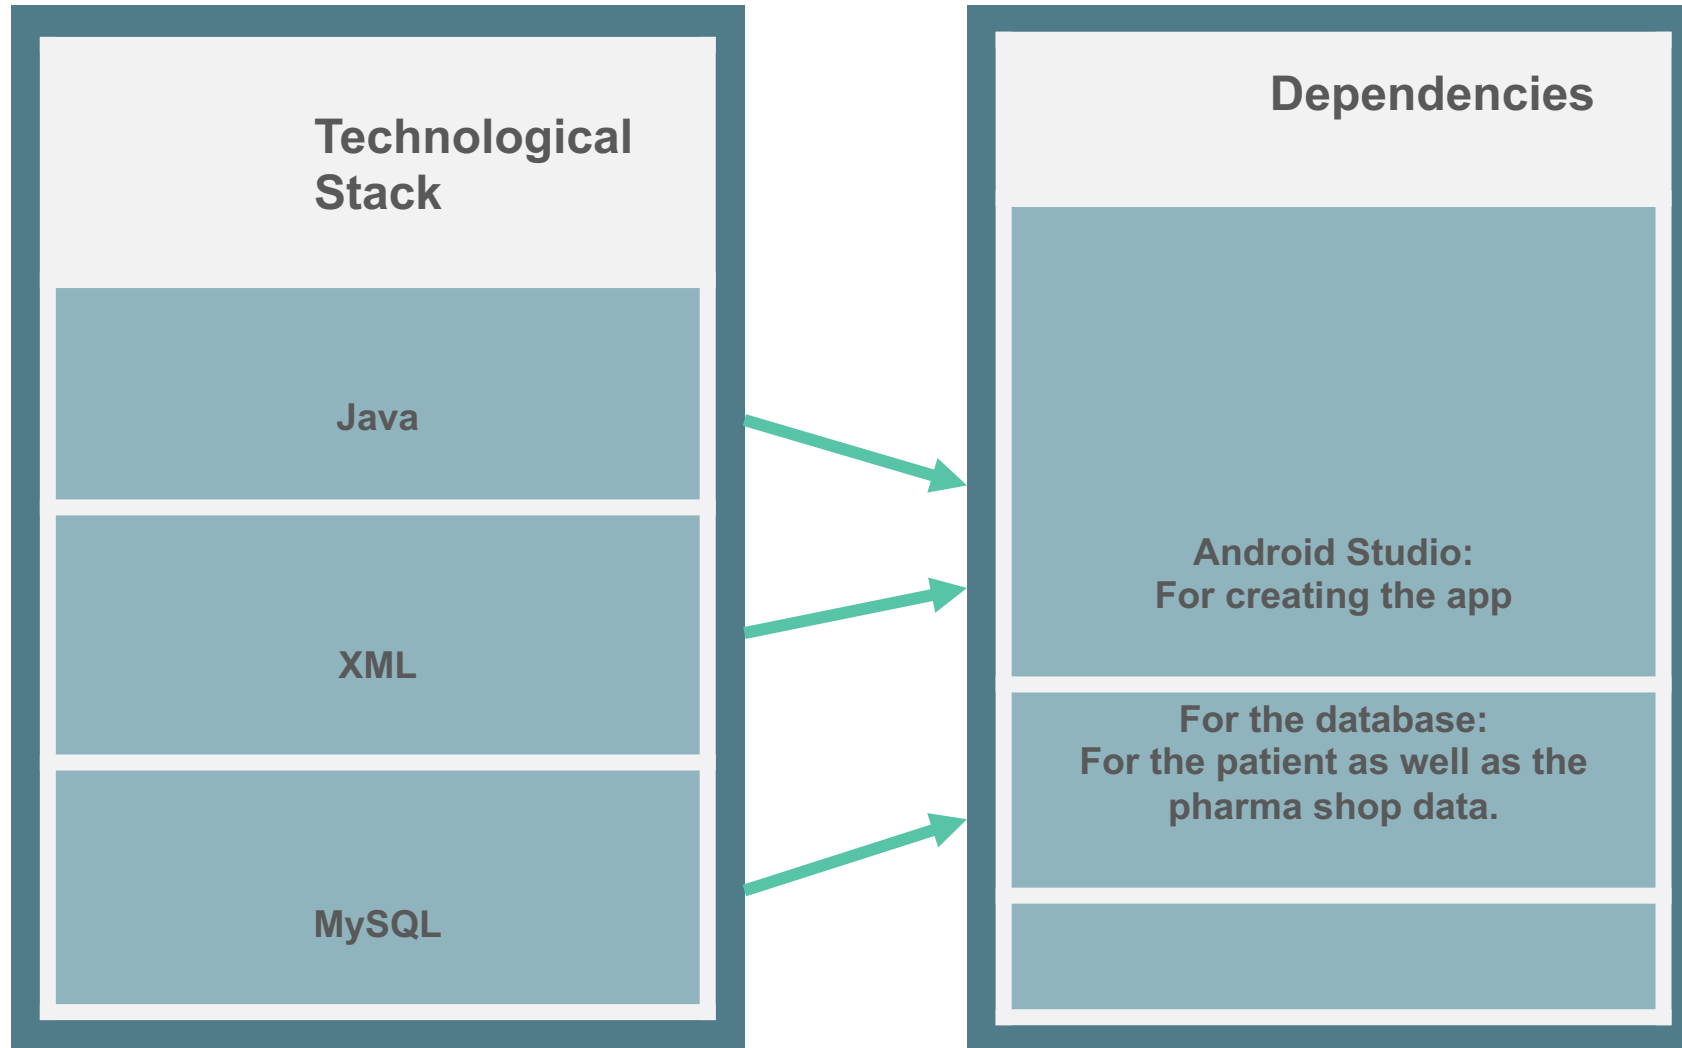 Technological
Stack
Java
XML
MySQL
Dependencies
Android Studio:
For creating the app
For the database:
For the patient as well as the
pharma shop data.